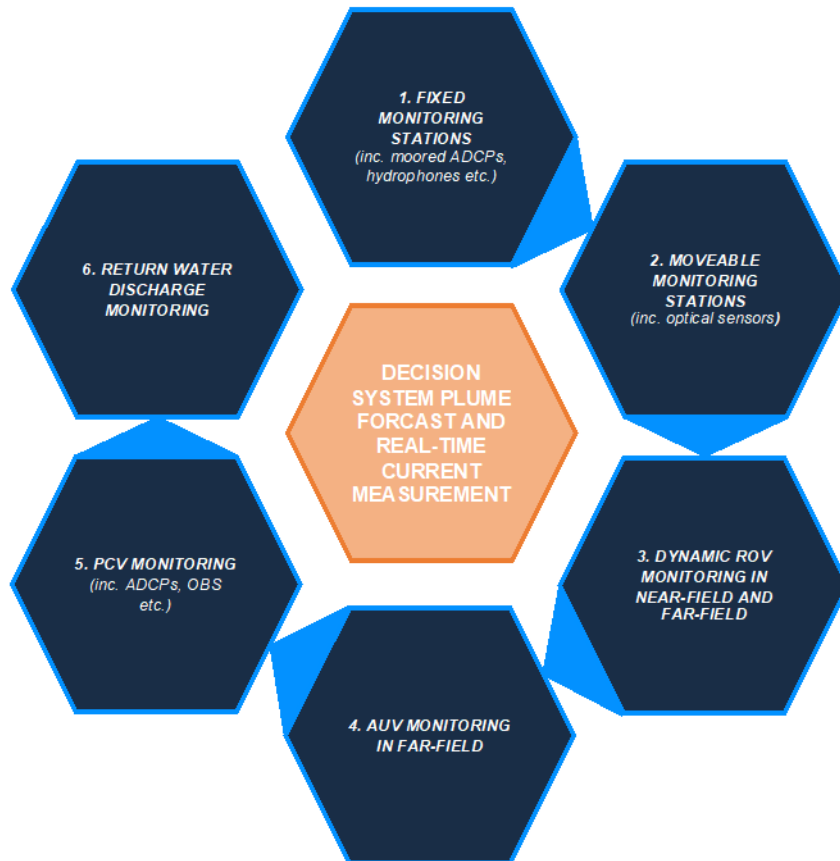 1. FIXED
MONITORING
STATIONS
(inc. moored ADCPs,
hydrophones etc.)
2. MOVEABLE
MONITORING
STATIONS
(inc. optical sensors)
3. DYNAMIC ROV
MONITORING IN
NEAR-FIELD AND
FAR-FIELD
4. AUV MONITORING
IN FAR-FIELD
5. PCV MONITORING
(inc. ADCPs, OBS
etc.)
6. RETURN WATER
DISCHARGE
MONITORING
DECISION
SYSTEM PLUME
FORCAST AND
REAL-TIME
CURRENT
MEASUREMENT